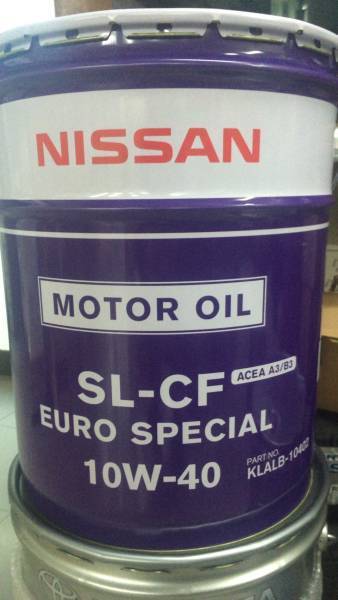 NISSAN
MOTOR OIL
SL-CF ACEA A3/B3
EURO SPECIAL
10W-40
PART NO.
KLALB-10402